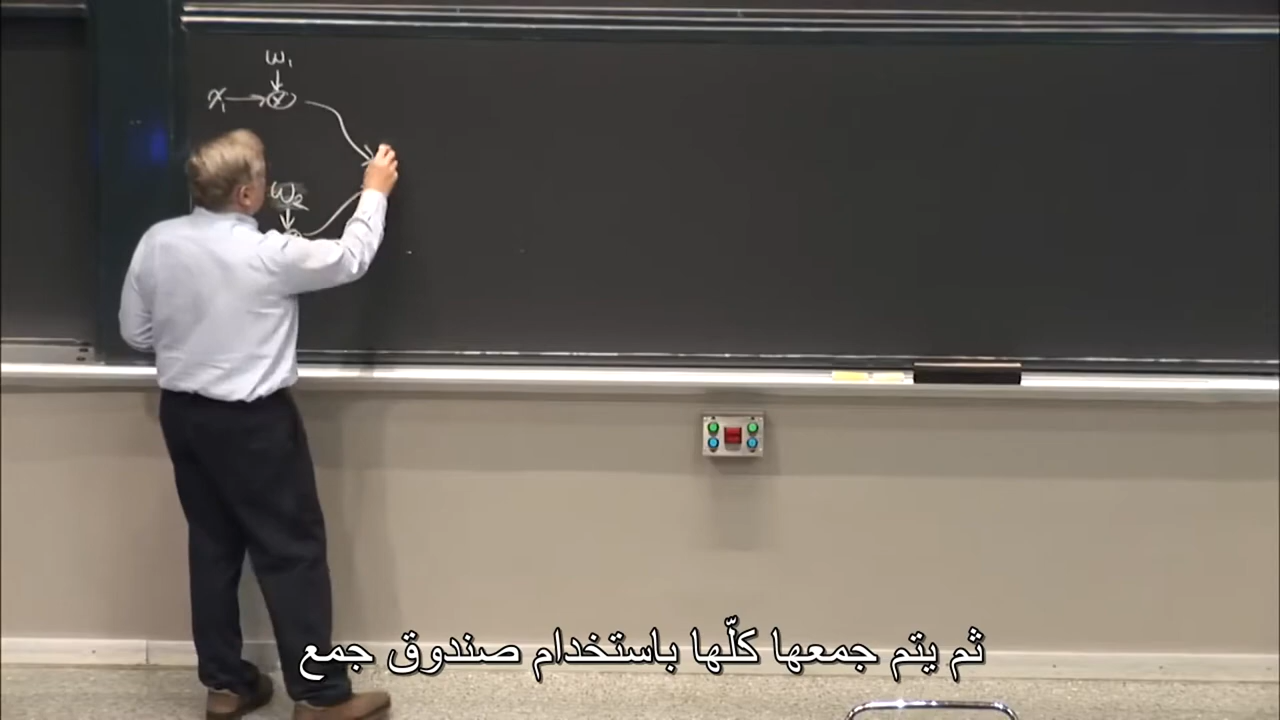 w₁
x₁
w₂
ثم يتم جمعها كلّها باستخدام صندوق جمع